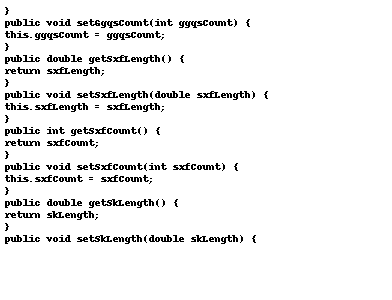 }
public void setGgqsCount(int ggqsCount) {
this.ggqsCount = ggqsCount;
}
public double getSxfLength() {
return sxfLength;
}
public void setSxfLength(double sxfLength) {
this.sxfLength = sxfLength;
}
public int getSxfCount() {
return sxfCount;
}
public void setSxfCount(int sxfCount) {
this.sxfCount = sxfCount;
}
public double getSkLength() {
return skLength;
}
public void setSkLength(double skLength) {